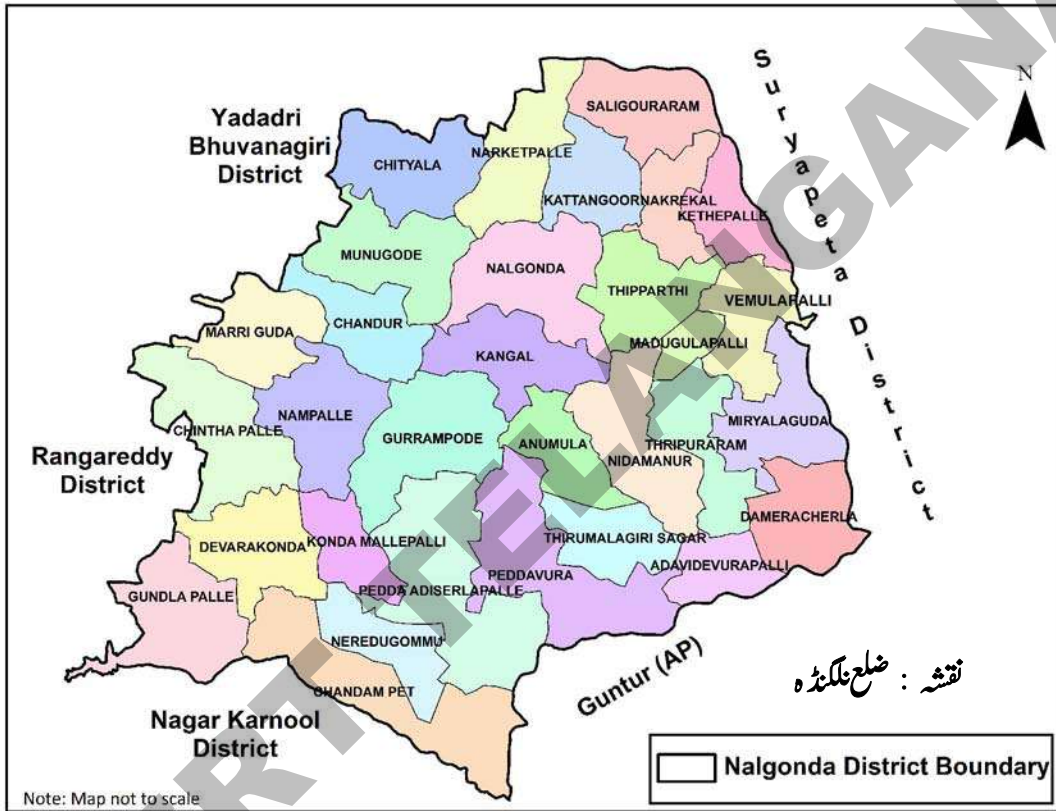 Suryapeta District
N
Yadadri
Bhuvanagiri
District
SALIGOURARAM
CHITYALA
NARKETPALLE
KATTANGOOR
NAKREKAL
KETHEPALLE
MUNUGODE
NALGONDA
THIPPARTHI
VEMULAPALLI
MARRI GUDA
CHANDUR
MADUGULAPALLI
KANGAL
CHINTHA PALLE
NAMPALLE
GURRAMPODE
ANUMULA
NIDAMANUR
THRIPURARAM
MIRYALAGUDA
Rangareddy
District
DEVARAKONDA
KONDA MALLEPALLI
THIRUMALAGIRI SAGAR
DAMERACHERLA
ADAVIDEVURAPALLI
GUNDLA PALLE
PEDDA ADISERLAPALLE
PEDDAVURA
NEREDUGOMMU
CHANDAM PET
Guntur (AP)
نقشہ : ضلع نلگنڈہ
Nagar Karnool
District
Nalgonda District Boundary
Note: Map not to scale
RT TELANGANA